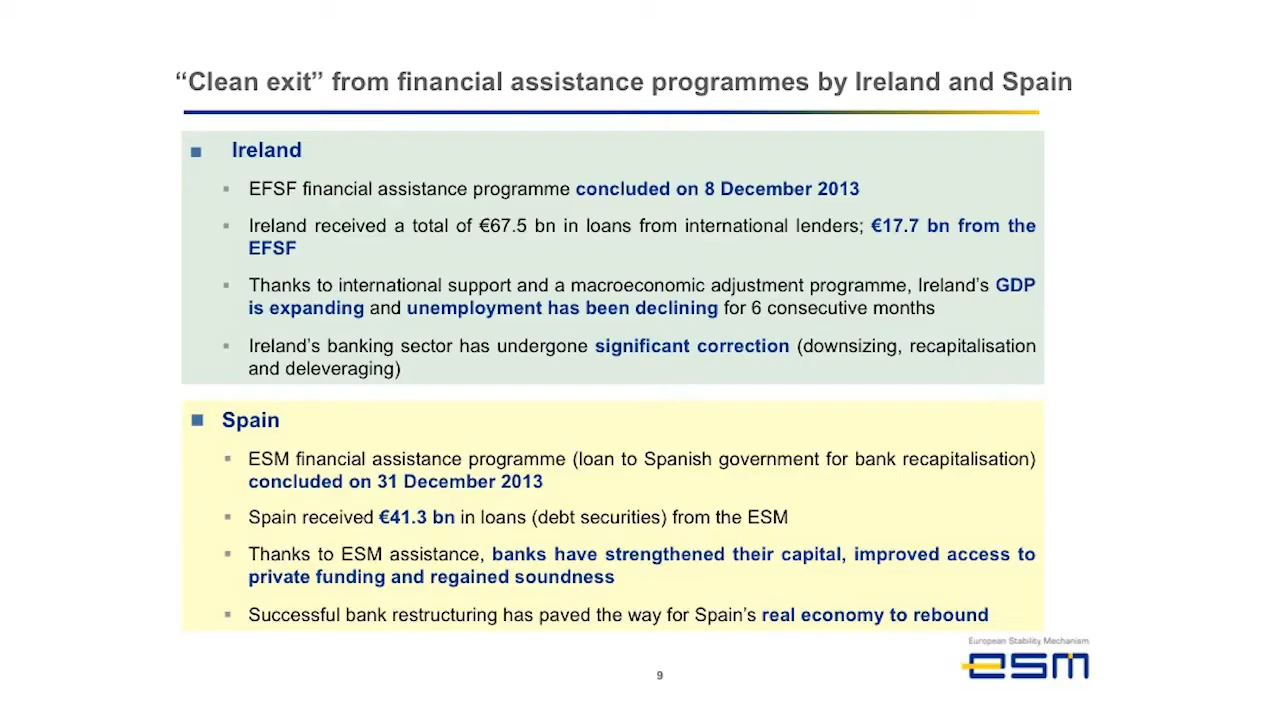 “Clean exit” from financial assistance programmes by Ireland and Spain
■ Ireland
▪ EFSF financial assistance programme concluded on 8 December 2013
▪ Ireland received a total of €67.5 bn in loans from international lenders; €17.7 bn from the
EFSF
▪ Thanks to international support and a macroeconomic adjustment programme, Ireland’s GDP
is expanding and unemployment has been declining for 6 consecutive months
▪ Ireland’s banking sector has undergone significant correction (downsizing, recapitalisation
and deleveraging)
■ Spain
▪ ESM financial assistance programme (loan to Spanish government for bank recapitalisation)
concluded on 31 December 2013
▪ Spain received €41.3 bn in loans (debt securities) from the ESM
▪ Thanks to ESM assistance, banks have strengthened their capital, improved access to
private funding and regained soundness
▪ Successful bank restructuring has paved the way for Spain’s real economy to rebound
European Stability Mechanism
esm
9